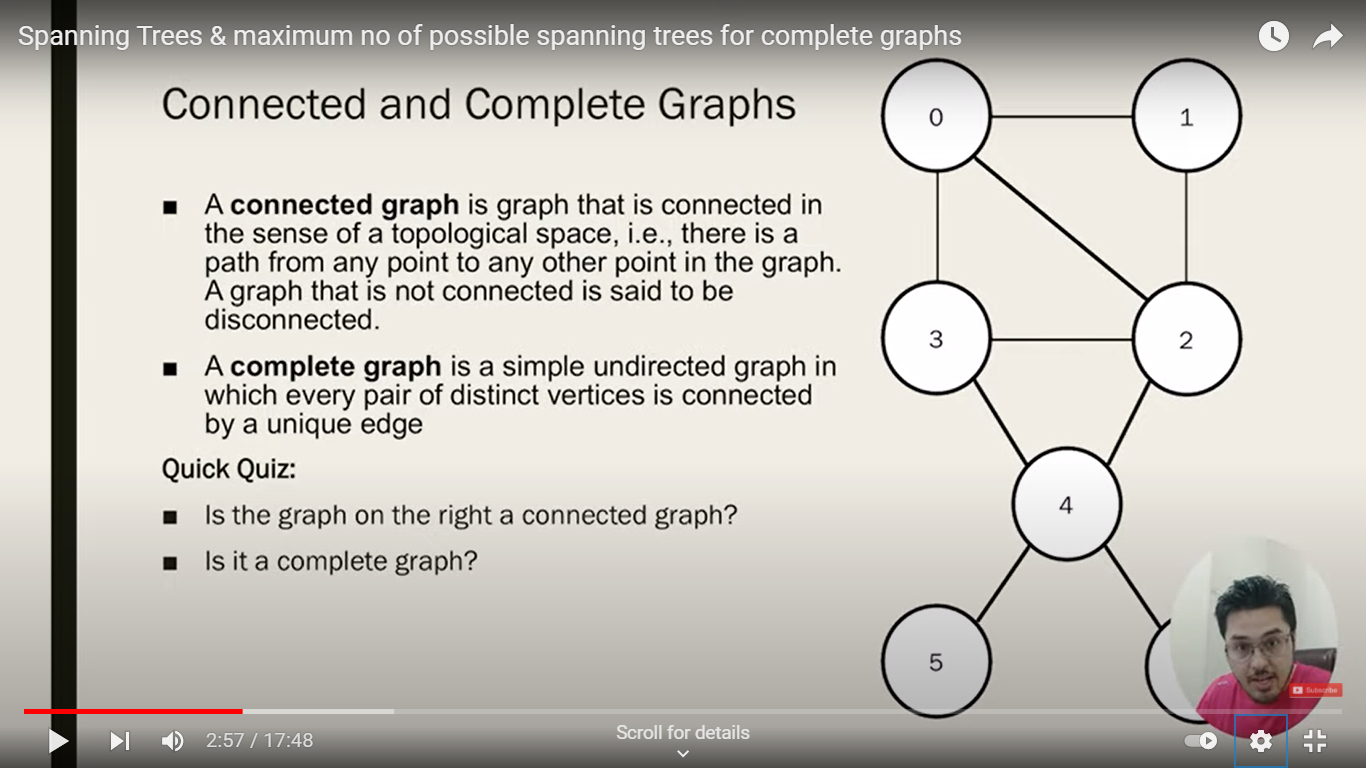 Spanning Trees & maximum no of possible spanning trees for complete graphs
Connected and Complete Graphs
■ A connected graph is graph that is connected in
the sense of a topological space, i.e., there is a
path from any point to any other point in the graph.
A graph that is not connected is said to be
disconnected.
■ A complete graph is a simple undirected graph in
which every pair of distinct vertices is connected
by a unique edge
Quick Quiz:
■ Is the graph on the right a connected graph?
■ Is it a complete graph?
0
1
3
2
4
5
Subscribe
2:57 / 17:48
Scroll for details